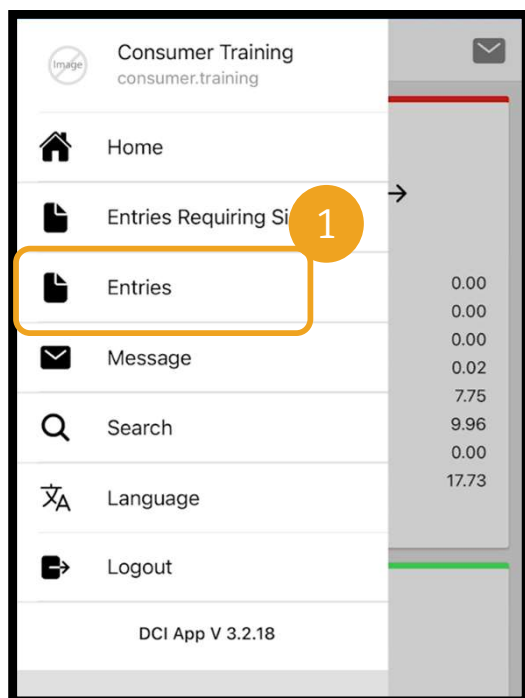 Image
Consumer Training
consumer.training
Home
Entries Requiring Si
1
Entries
Message
Search
Language
Logout
DCI App V 3.2.18
0.00
0.00
0.00
0.02
7.75
9.96
0.00
17.73